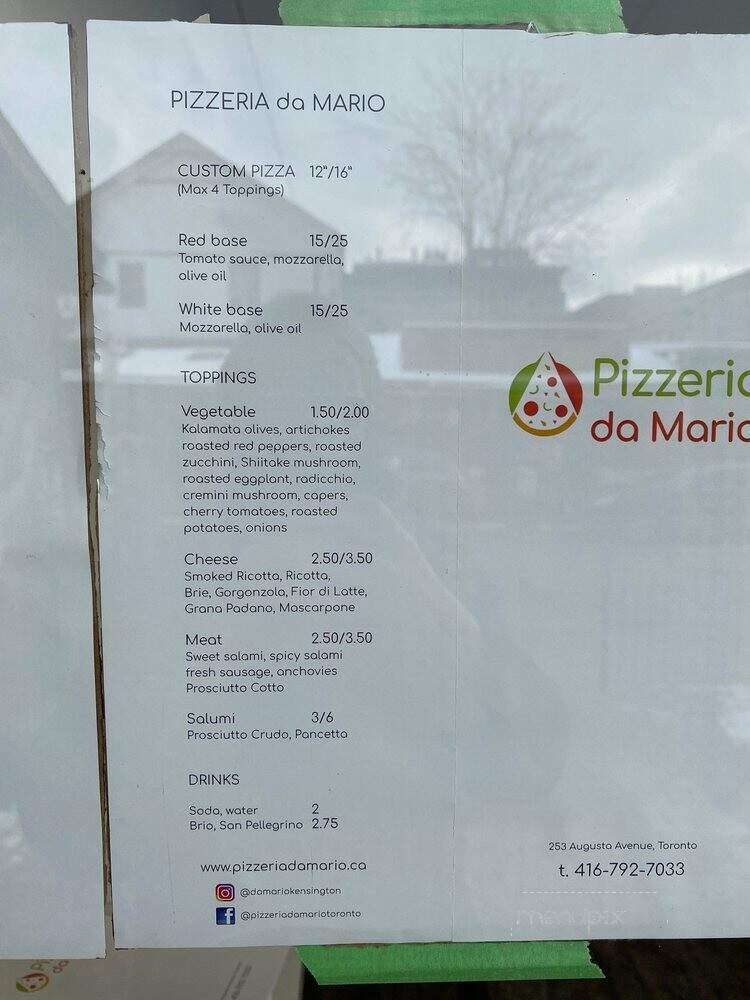 PIZZERIA da MARIO
CUSTOM PIZZA 12"/16"
(Max 4 Toppings)
Red base 15/25
Tomato sauce, mozzarella,
olive oil
White base 15/25
Mozzarella, olive oil
TOPPINGS
Vegetable 1.50/2.00
Kalamata olives, artichokes
roasted red peppers, roasted
zucchini, Shiitake mushroom,
roasted eggplant, radicchio,
cremini mushroom, capers,
cherry tomatoes, roasted
potatoes, onions
Cheese 2.50/3.50
Smoked Ricotta, Ricotta,
Brie, Gorgonzola, Fior di Latte,
Grana Padano, Mascarpone
Meat 2.50/3.50
Sweet salami, spicy salami
fresh sausage, anchovies
Prosciutto Cotto
Salumi 3/6
Prosciutto Crudo, Pancetta
DRINKS
Soda, water 2
Brio, San Pellegrino 2.75
www.pizzeriadamario.ca
@damariokensington
@pizzeriadamariotoronto
Pizzeria
da Mario
253 Augusta Avenue, Toronto
t. 416-792-7033